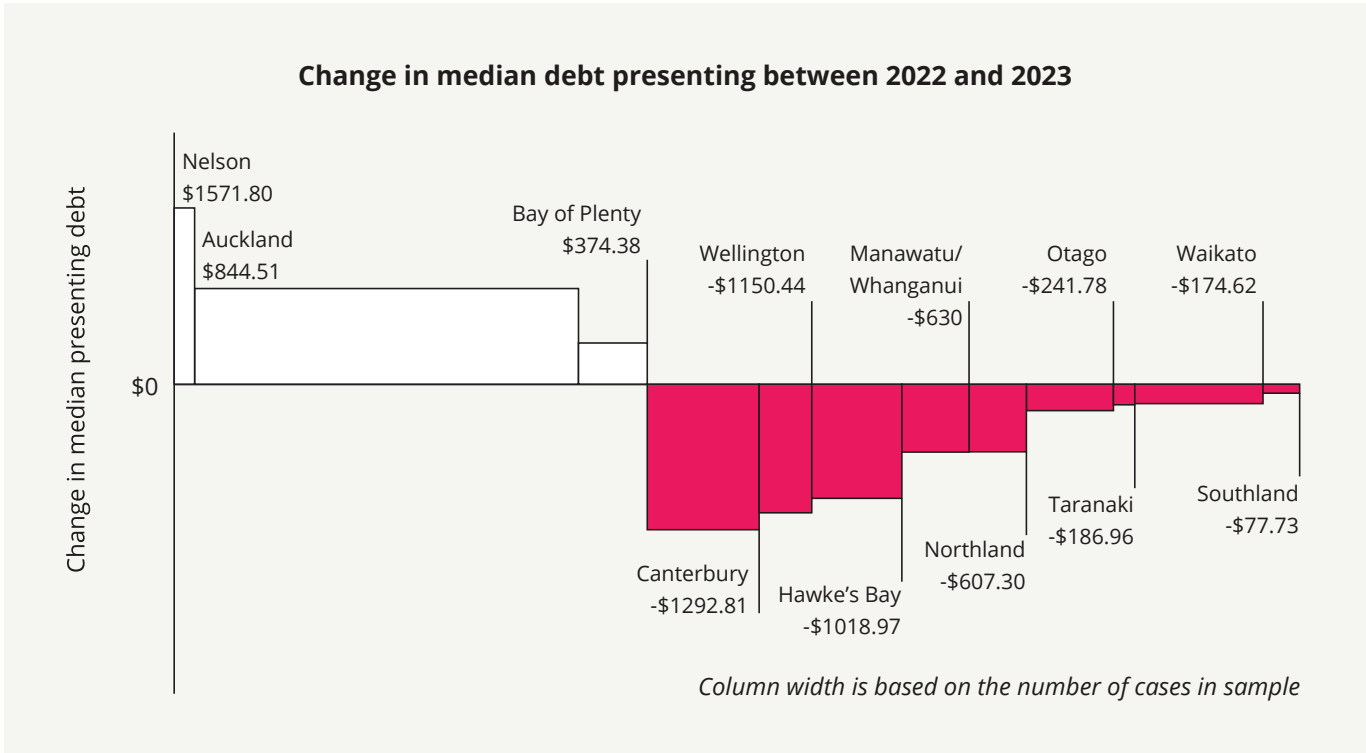 Change in median debt presenting between 2022 and 2023
Change in median presenting debt
$0
Nelson
$1571.80
Auckland
$844.51
Bay of Plenty
$374.38
Canterbury
-$1292.81
Wellington
-$1150.44
Hawke’s Bay
-$1018.97
Manawatu/
Whanganui
-$630
Northland
-$607.30
Otago
-$241.78
Taranaki
-$186.96
Waikato
-$174.62
Southland
-$77.73
Column width is based on the number of cases in sample